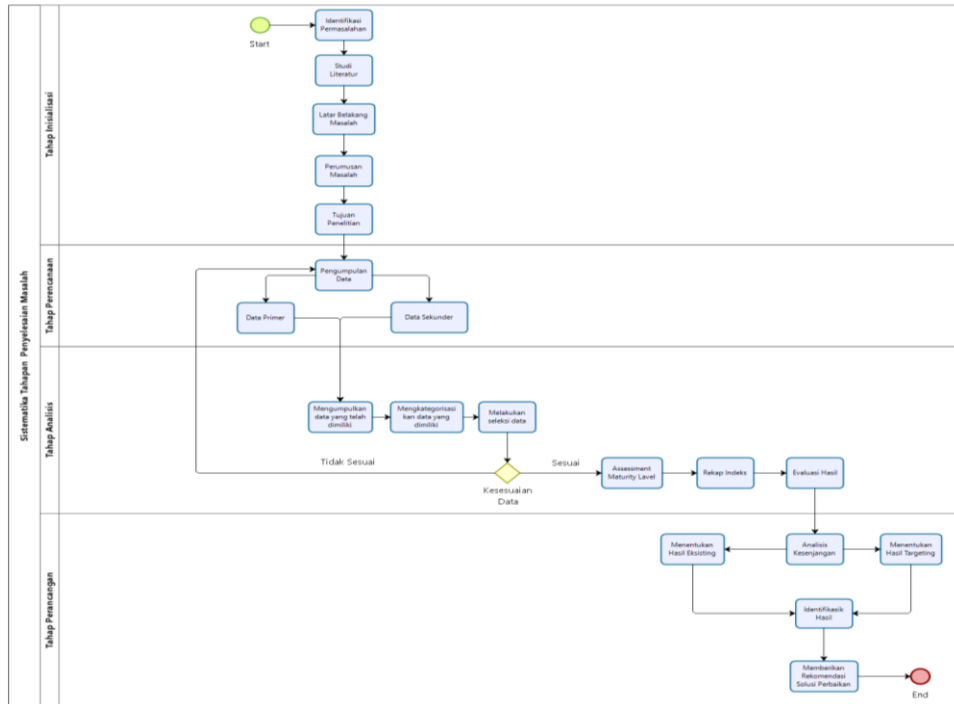 Sistematika Tahapan Penyelesaian Masalah
Tahap Inisialisasi
Start
Identifikasi
Permasalahan
Studi
Literatur
Latar Belakang
Masalah
Perumusan
Masalah
Tujuan
Penelitian
Tahap Perencanaan
Pengumpulan
Data
Data Primer
Data Sekunder
Tahap Analisis
Mengumpulkan
data yang telah
dimiliki
Mengkategorisasi
kan data yang
dimiliki
Melakukan
seleksi data
Tidak Sesuai
Kesesuaian
Data
Sesuai
Assessment
Maturity Level
Rekap Indeks
Evaluasi Hasil
Tahap Perancangan
Menentukan
Hasil Eksisting
Analisis
Kesenjangan
Menentukan
Hasil Targeting
Identifikasik
Hasil
Memberikan
Rekomendasi
Solusi Perbaikan
End